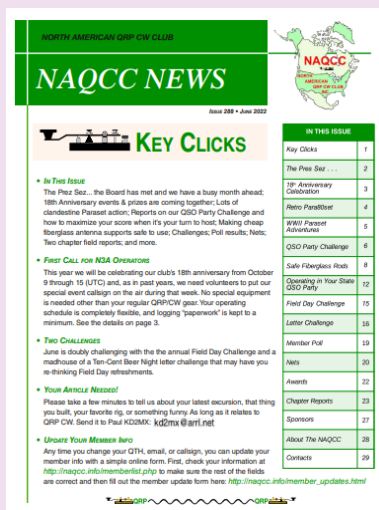 NORTH AMERICAN QRP CW CLUB
NAQCC
NORTH
AMERICAN
QRP CW CLUB
INC
NAQCC NEWS
ISSUE 288 • JUNE 2022
KEY CLICKS
• IN THIS ISSUE
The Prez Sez... the Board has met and we have a busy month ahead;
18th Anniversary events & prizes are coming together; Lots of
clandestine Paraset action; Reports on our QSO Party Challenge and
how to maximize your score when it's your turn to host; Making cheap
fiberglass antenna supports safe to use; Challenges; Poll results; Nets;
Two chapter field reports; and more.
• FIRST CALL FOR N3A OPERATORS
This year we will be celebrating our club's 18th anniversary from October
9 through 15 (UTC) and, as in past years, we need volunteers to put our
special event callsign on the air during that week. No special equipment
is needed other than your regular QRP/CW gear. Your operating
schedule is completely flexible, and logging "paperwork" is kept to a
minimum. See the details on page 3.
• TWO CHALLENGES
June is doubly challenging with the the annual Field Day Challenge and a
madhouse of a Ten-Cent Beer Night letter challenge that may have you
re-thinking Field Day refreshments.
• YOUR ARTICLE NEEDED!
Please take a few minutes to tell us about your latest excursion, that thing
you built, your favorite rig, or something funny. As long as it relates to
QRP CW. Send it to Paul KD2MX: kd2mx@arrl.net
• UPDATE YOUR MEMBER INFO
Any time you change your QTH, email, or callsign, you can update your
member info with a simple online form. First, check your information at
http://naqcc.info/memberlist.php to make sure the rest of the fields
are correct and then fill out the member update form here: http://naqcc.info/member_updates.html
IN THIS ISSUE
Key Clicks 1
The Pres Sez . . . 2
18th Anniversary
Celebration 3
Retro Para80set 4
WWII Paraset
Adventures 5
QSO Party Challenge 6
Safe Fiberglass Rods 8
Operating in Your State
QSO Party 12
Field Day Challenge 15
Letter Challenge 16
Member Poll 19
Nets 20
Awards 22
Chapter Reports 23
Sponsors 27
About The NAQCC 28
Contacts 29
QRP QRP